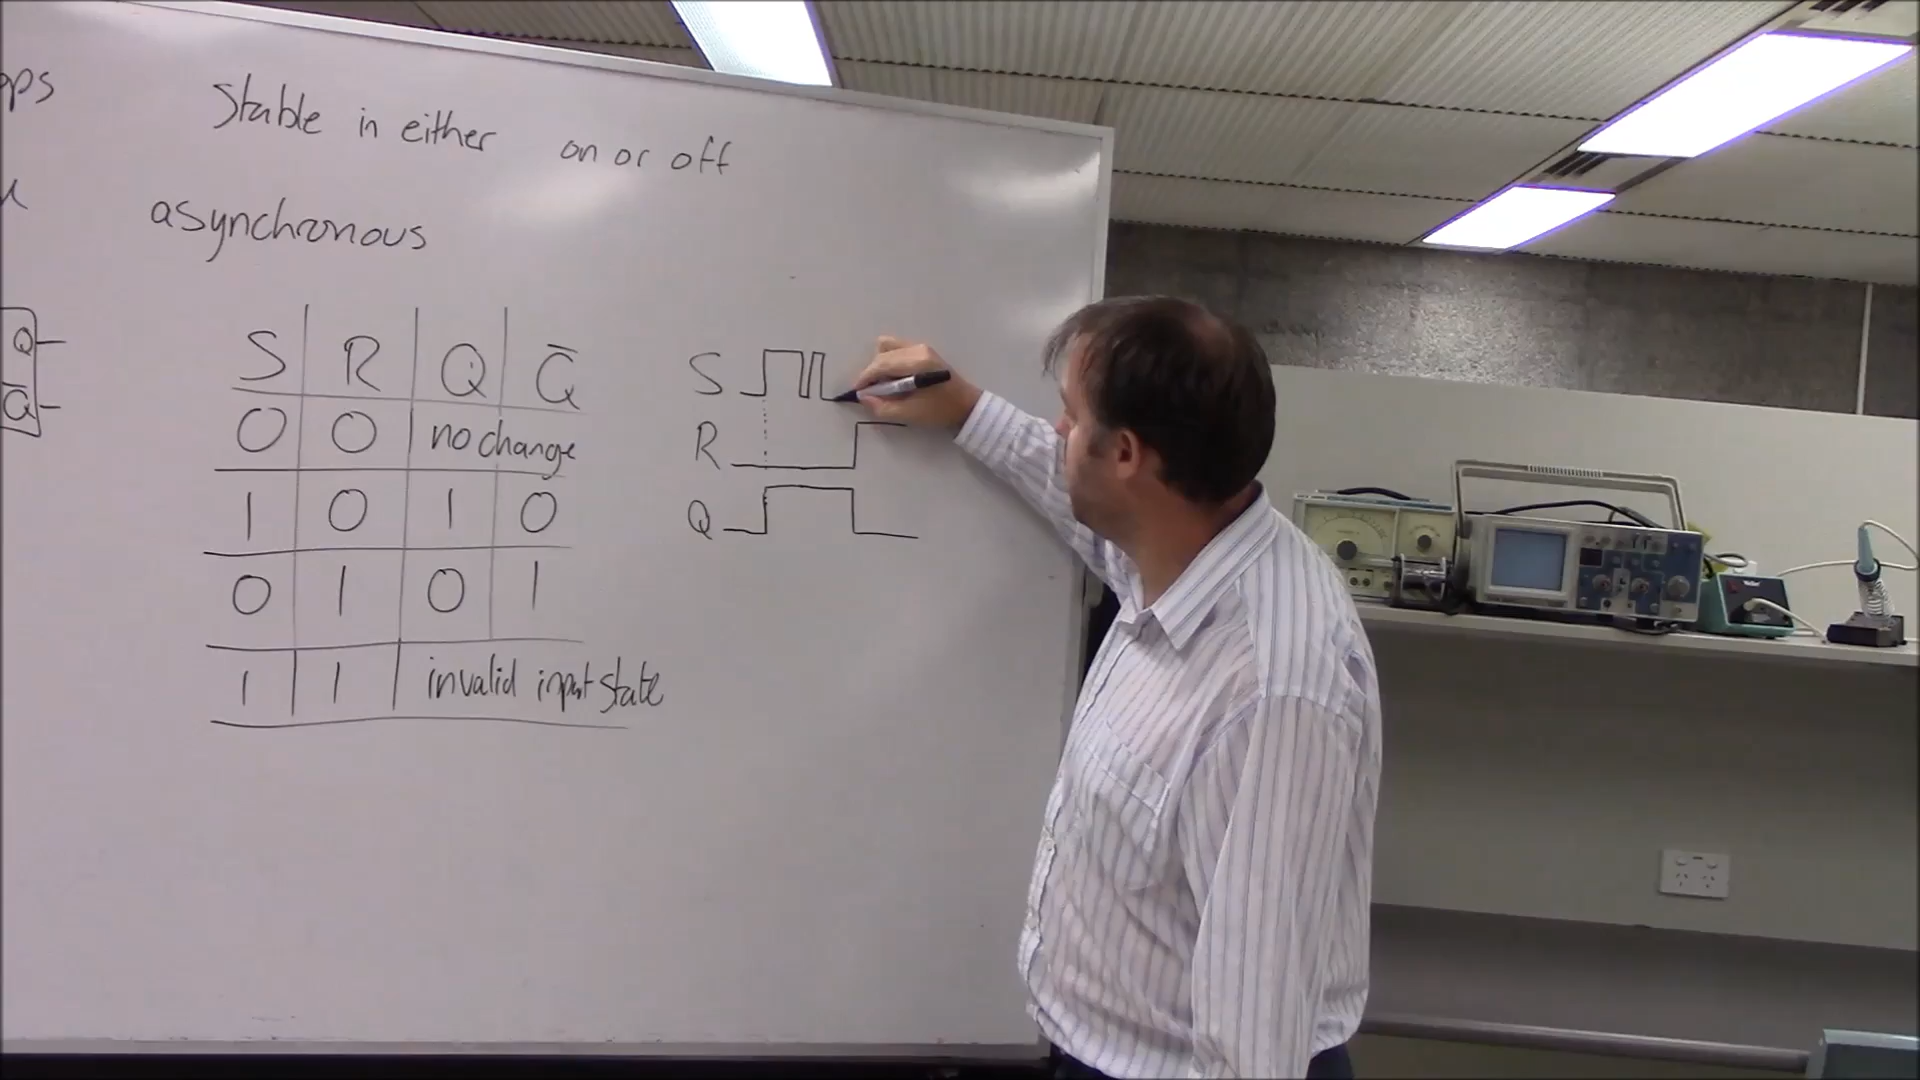 Stable in either on or off
asynchronous
Q
Q̅
S R Q Q̅
0 0 no change
1 0 1 0
0 1 0 1
1 1 invalid input state
S
R
Q